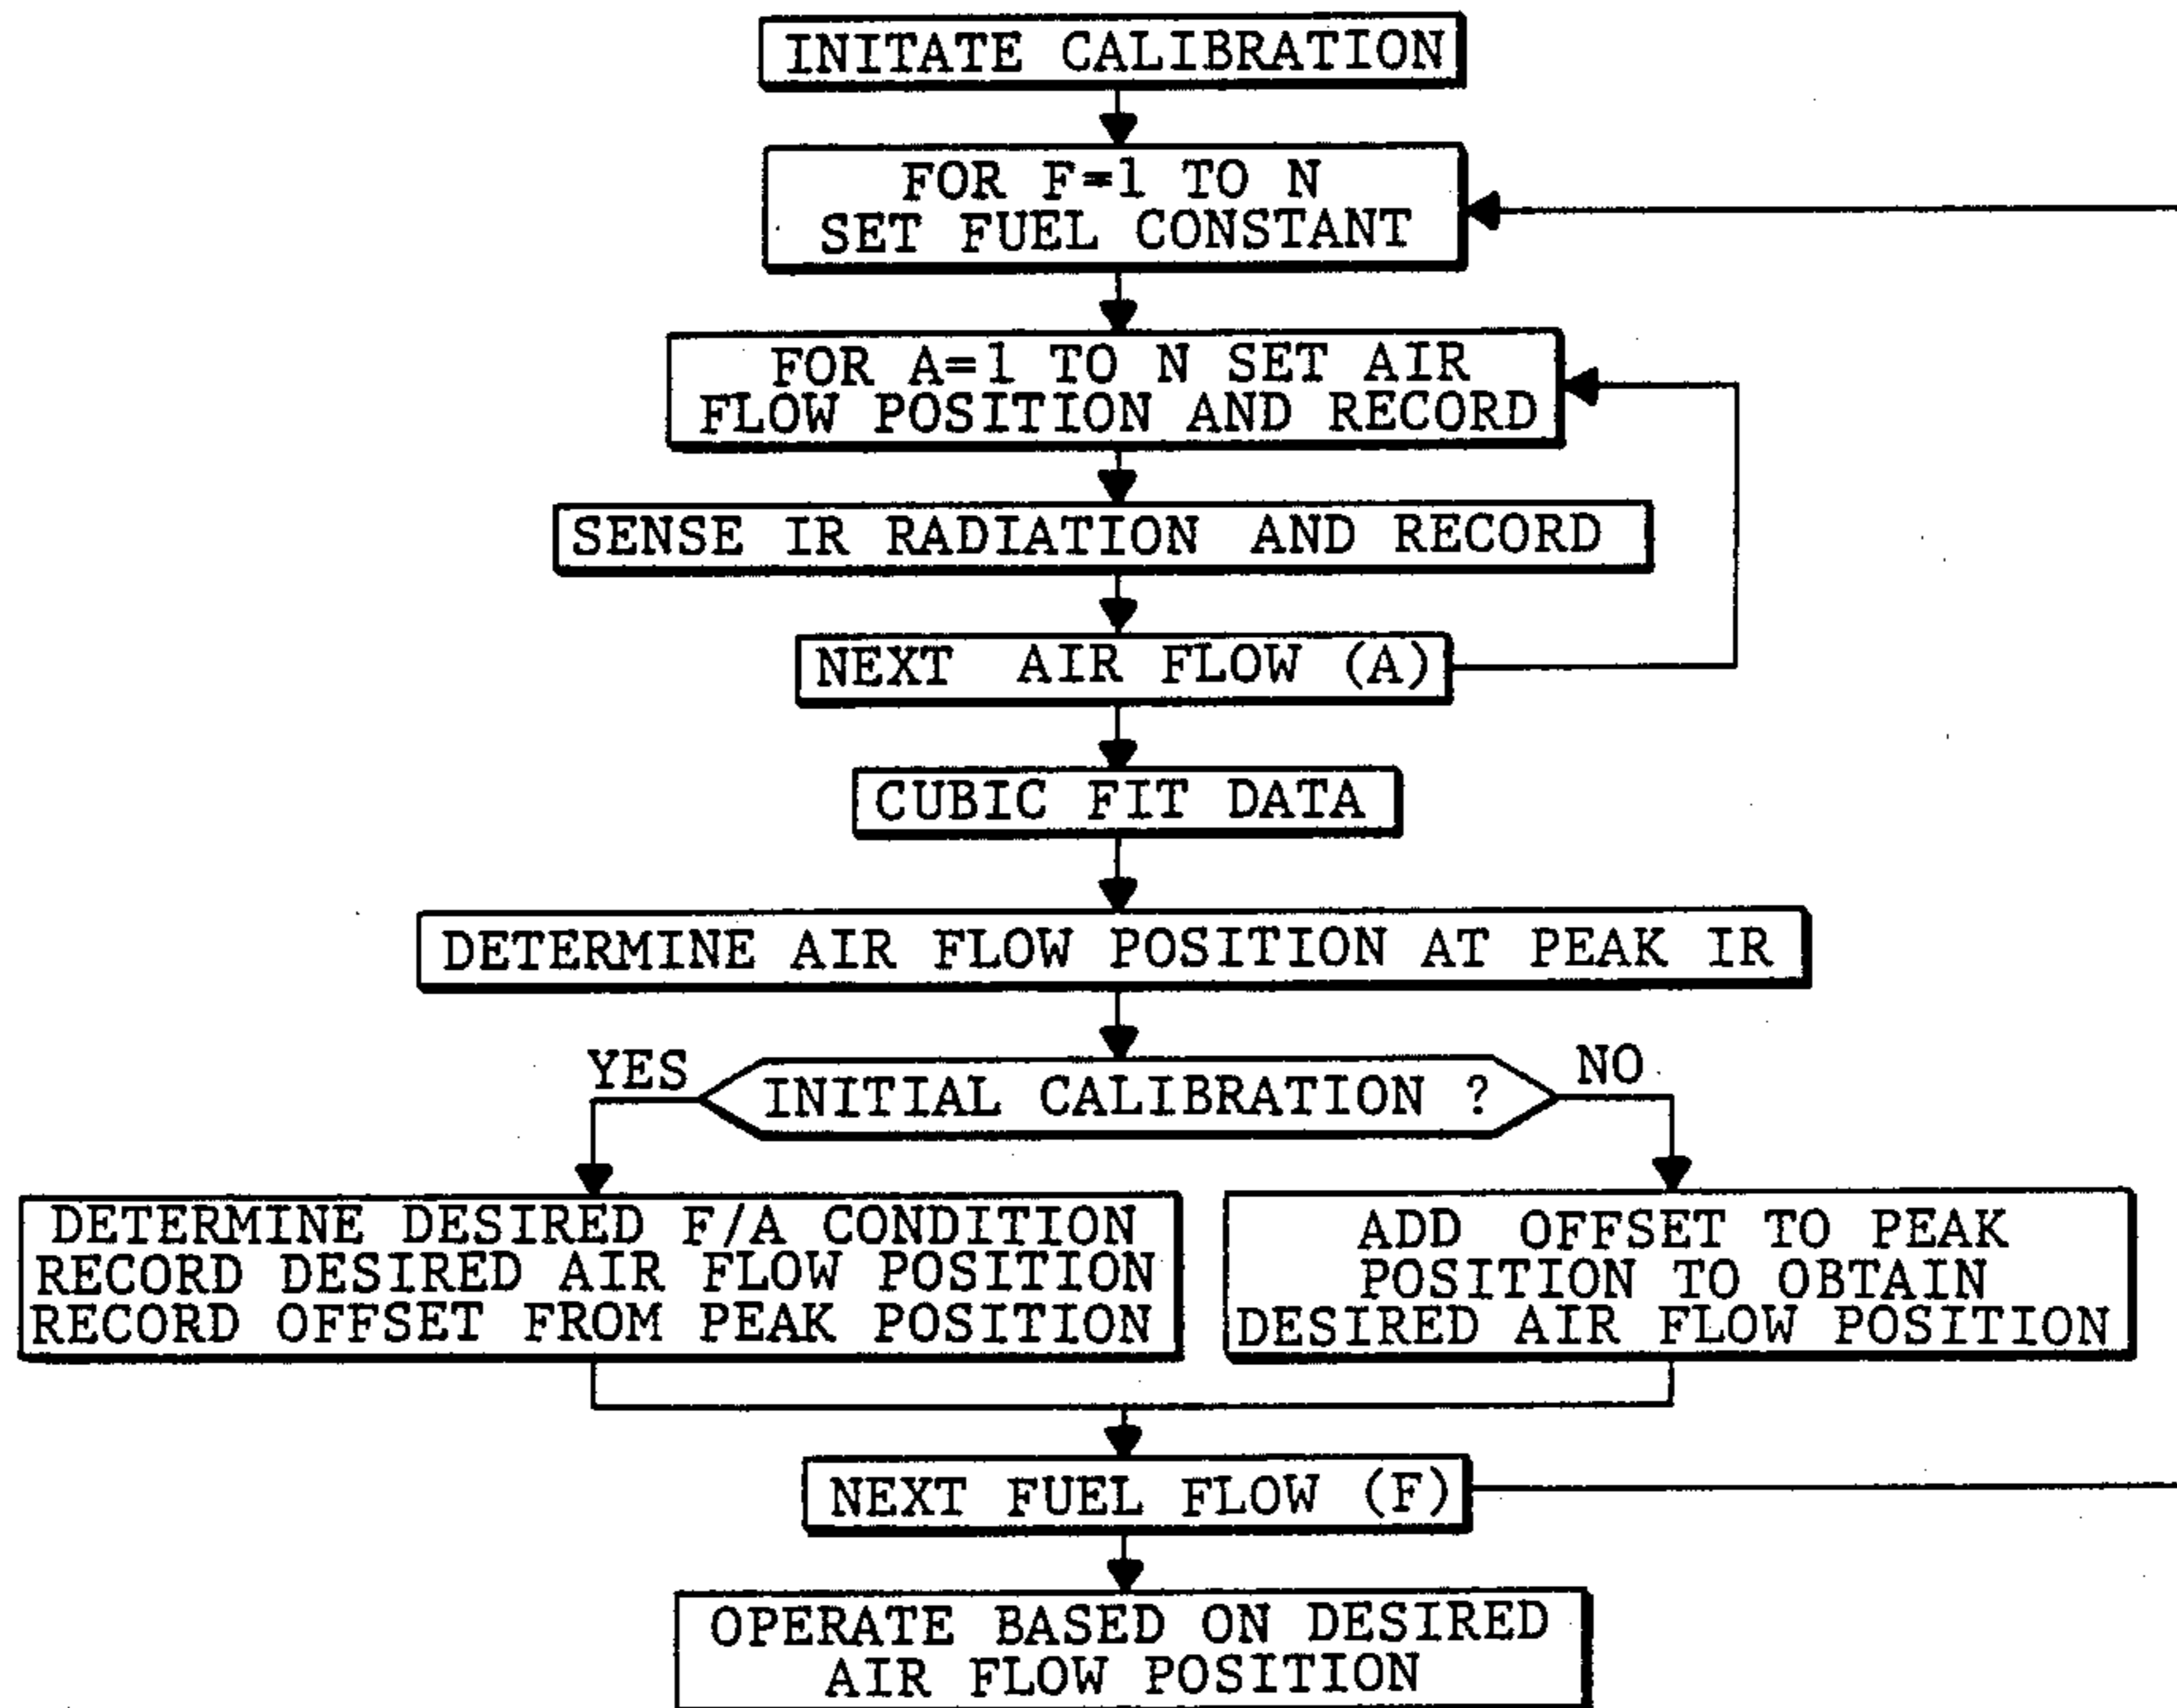 INITATE CALIBRATION
FOR F=1 TO N
SET FUEL CONSTANT
FOR A=1 TO N SET AIR
FLOW POSITION AND RECORD
SENSE IR RADIATION AND RECORD
NEXT AIR FLOW (A)
CUBIC FIT DATA
DETERMINE AIR FLOW POSITION AT PEAK IR
YES
INITIAL CALIBRATION ?
NO
DETERMINE DESIRED F/A CONDITION
RECORD DESIRED AIR FLOW POSITION
RECORD OFFSET FROM PEAK POSITION
ADD OFFSET TO PEAK
POSITION TO OBTAIN
DESIRED AIR FLOW POSITION
NEXT FUEL FLOW (F)
OPERATE BASED ON DESIRED
AIR FLOW POSITION